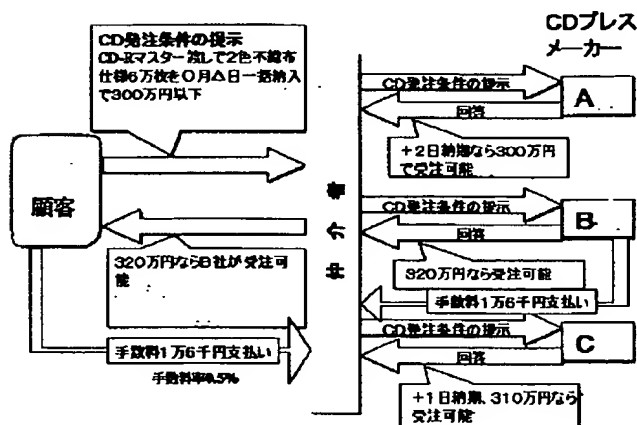 CDプレス
メーカー
CD発注条件の提示
CD-Rマスター渡しで2色不織布
仕様6万枚を〇月△日一括納入
で300万円以下
顧客
320万円ならB社が受注可
能
手数料1万6千円支払い
手数料率0.5%
仲介者
CD発注条件の提示
A
回答
+2日納期なら300万円
で受注可能
CD発注条件の提示
B
回答
320万円なら受注可能
手数料1万6千円支払い
CD発注条件の提示
C
回答
+1日納期、310万円なら
受注可能